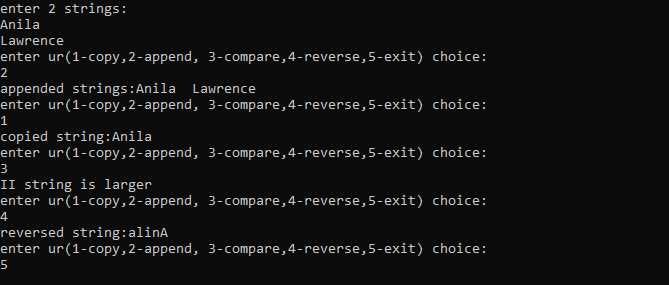 enter 2 strings:
Anila
Lawrence
enter ur(1-copy,2-append, 3-compare,4-reverse,5-exit) choice:
2
appended strings:Anila  Lawrence
enter ur(1-copy,2-append, 3-compare,4-reverse,5-exit) choice:
1
copied string:Anila
enter ur(1-copy,2-append, 3-compare,4-reverse,5-exit) choice:
3
II string is larger
enter ur(1-copy,2-append, 3-compare,4-reverse,5-exit) choice:
4
reversed string:alinA
enter ur(1-copy,2-append, 3-compare,4-reverse,5-exit) choice:
5